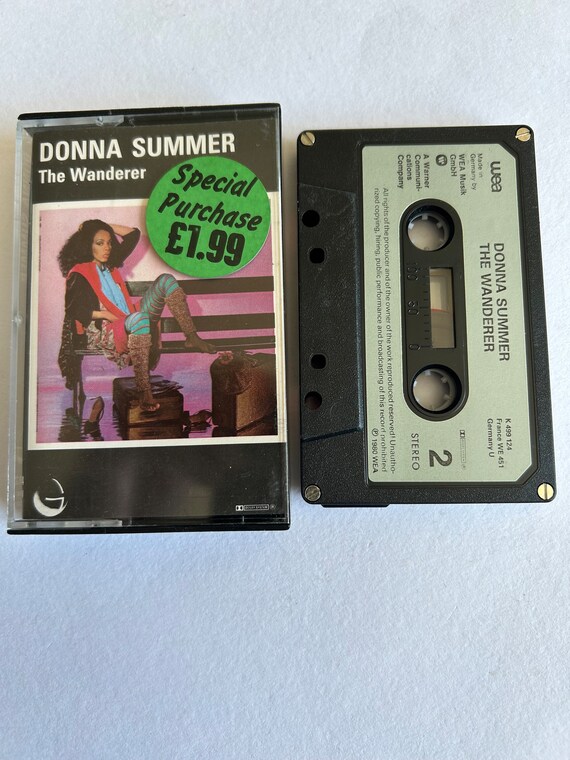 DONNA SUMMER
The Wanderer
Special
Purchase
£1.99
wea
Made in
Germany by
WEA Musik
GmbH
A Warner
Communi-
cations
Company
DONNA SUMMER
THE WANDERER
K 499 124
France WE 451
Germany U
All rights of the producer and of the owner of the work reproduced reserved! Unautho-
rized copying, hiring, public performance and broadcasting of this record prohibited
℗ 1980 WEA
STEREO
2
100 50 0